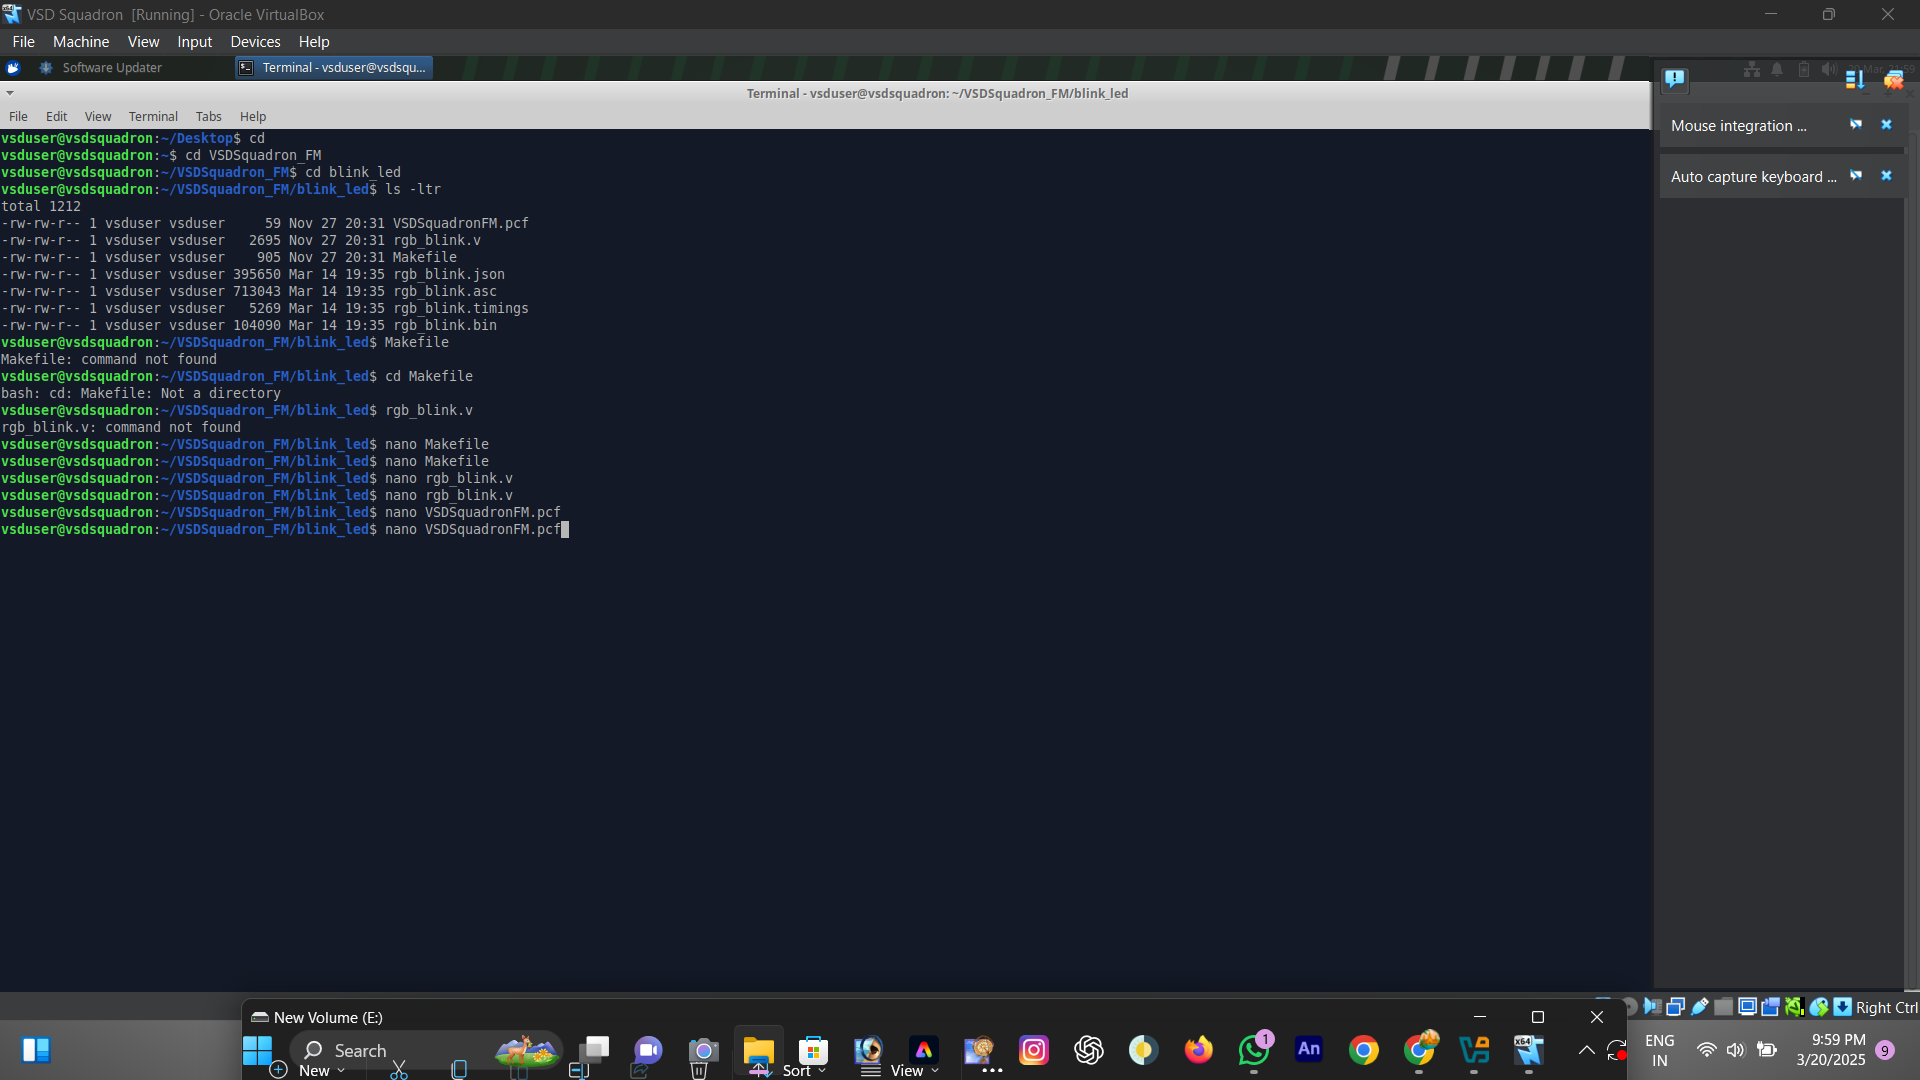 VSD Squadron [Running] - Oracle VirtualBox
File Machine View Input Devices Help
Software Updater
Terminal - vsduser@vsdsqu...
Terminal - vsduser@vsdsquadron: ~/VSDSquadron_FM/blink_led
File Edit View Terminal Tabs Help
vsduser@vsdsquadron:~/Desktop$ cd
vsduser@vsdsquadron:~$ cd VSDSquadron_FM
vsduser@vsdsquadron:~/VSDSquadron_FM$ cd blink_led
vsduser@vsdsquadron:~/VSDSquadron_FM/blink_led$ ls -ltr
total 1212
-rw-rw-r-- 1 vsduser vsduser     59 Nov 27 20:31 VSDSquadronFM.pcf
-rw-rw-r-- 1 vsduser vsduser   2695 Nov 27 20:31 rgb_blink.v
-rw-rw-r-- 1 vsduser vsduser    905 Nov 27 20:31 Makefile
-rw-rw-r-- 1 vsduser vsduser 395650 Mar 14 19:35 rgb_blink.json
-rw-rw-r-- 1 vsduser vsduser 713043 Mar 14 19:35 rgb_blink.asc
-rw-rw-r-- 1 vsduser vsduser   5269 Mar 14 19:35 rgb_blink.timings
-rw-rw-r-- 1 vsduser vsduser 104090 Mar 14 19:35 rgb_blink.bin
vsduser@vsdsquadron:~/VSDSquadron_FM/blink_led$ Makefile
Makefile: command not found
vsduser@vsdsquadron:~/VSDSquadron_FM/blink_led$ cd Makefile
bash: cd: Makefile: Not a directory
vsduser@vsdsquadron:~/VSDSquadron_FM/blink_led$ rgb_blink.v
rgb_blink.v: command not found
vsduser@vsdsquadron:~/VSDSquadron_FM/blink_led$ nano Makefile
vsduser@vsdsquadron:~/VSDSquadron_FM/blink_led$ nano Makefile
vsduser@vsdsquadron:~/VSDSquadron_FM/blink_led$ nano rgb_blink.v
vsduser@vsdsquadron:~/VSDSquadron_FM/blink_led$ nano rgb_blink.v
vsduser@vsdsquadron:~/VSDSquadron_FM/blink_led$ nano VSDSquadronFM.pcf
vsduser@vsdsquadron:~/VSDSquadron_FM/blink_led$ nano VSDSquadronFM.pcf
Mouse integration ...
Auto capture keyboard ...
Right Ctrl
New Volume (E:)
Search
New
Sort
View
An
1
x64
ENG
IN
9:59 PM
3/20/2025
9